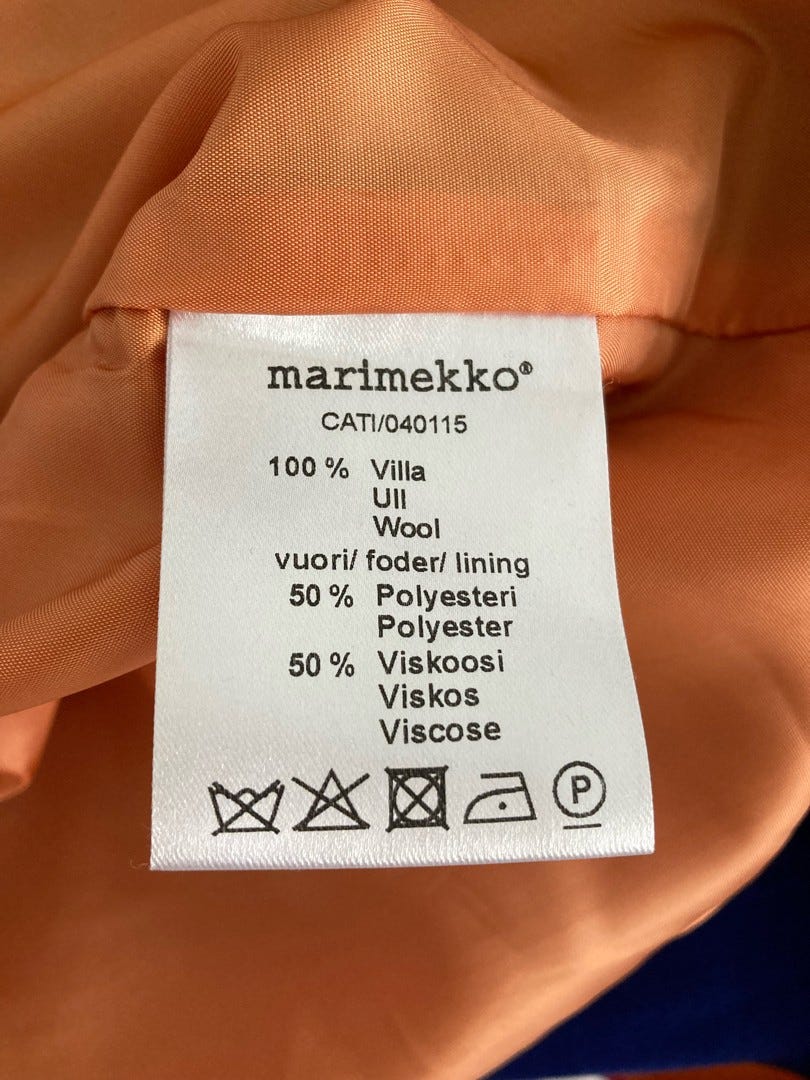 marimekko®
CATI/040115
100 % Villa
Ull
Wool
vuori/ foder/ lining
50 % Polyesteri
Polyester
50 % Viskoosi
Viskos
Viscose
P